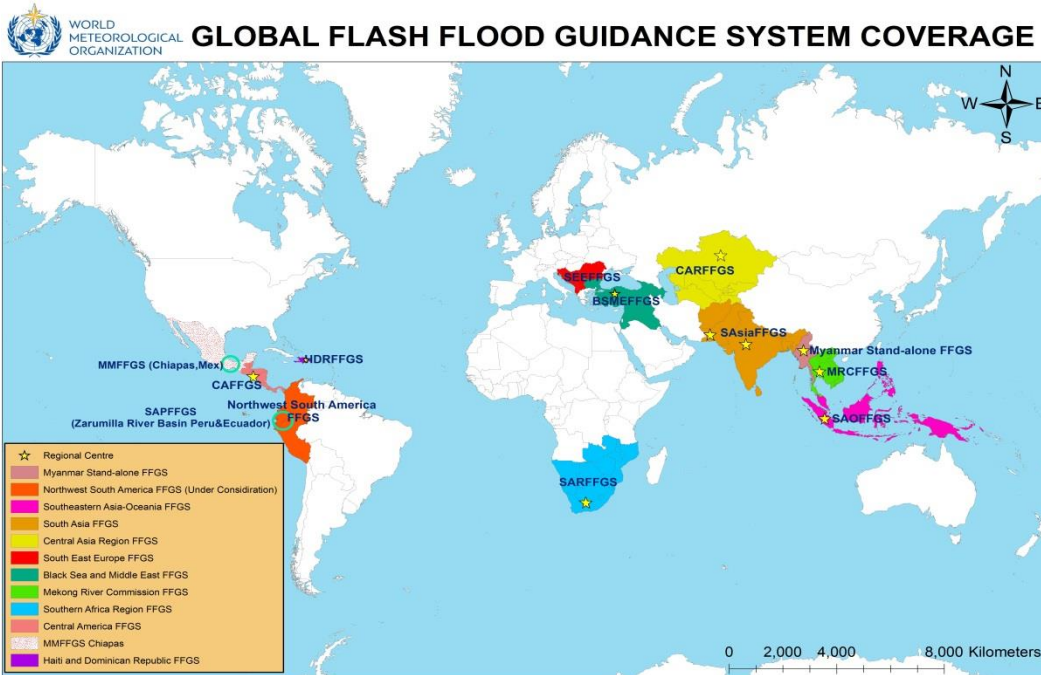 WORLD
METEOROLOGICAL
ORGANIZATION
GLOBAL FLASH FLOOD GUIDANCE SYSTEM COVERAGE
N
W
E
S
CARFFGS
SEEFFGS
BSMEFFGS
SAsiaFFGS
Myanmar Stand-alone FFGS
MRCFFGS
HDRFFGS
MMFFGS (Chiapas,Mex)
CAFFGS
Northwest South America
FFGS
SAPFFGS
(Zarumilla River Basin Peru&Ecuador)
SAOFFGS
SARFFGS
Regional Centre
Myanmar Stand-alone FFGS
Northwest South America FFGS (Under Considiration)
Southeastern Asia-Oceania FFGS
South Asia FFGS
Central Asia Region FFGS
South East Europe FFGS
Black Sea and Middle East FFGS
Mekong River Commission FFGS
Southern Africa Region FFGS
Central America FFGS
MMFFGS Chiapas
Haiti and Dominican Republic FFGS
0 2,000 4,000 8,000 Kilometers